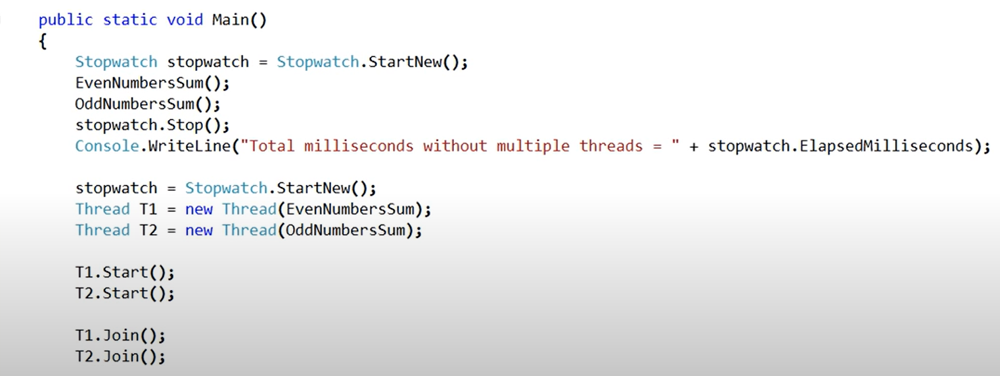 public static void Main()
{
Stopwatch stopwatch = Stopwatch.StartNew();
EvenNumbersSum();
OddNumbersSum();
stopwatch.Stop();
Console.WriteLine("Total milliseconds without multiple threads = " + stopwatch.ElapsedMilliseconds);
stopwatch = Stopwatch.StartNew();
Thread T1 = new Thread(EvenNumbersSum);
Thread T2 = new Thread(OddNumbersSum);
T1.Start();
T2.Start();
T1.Join();
T2.Join();